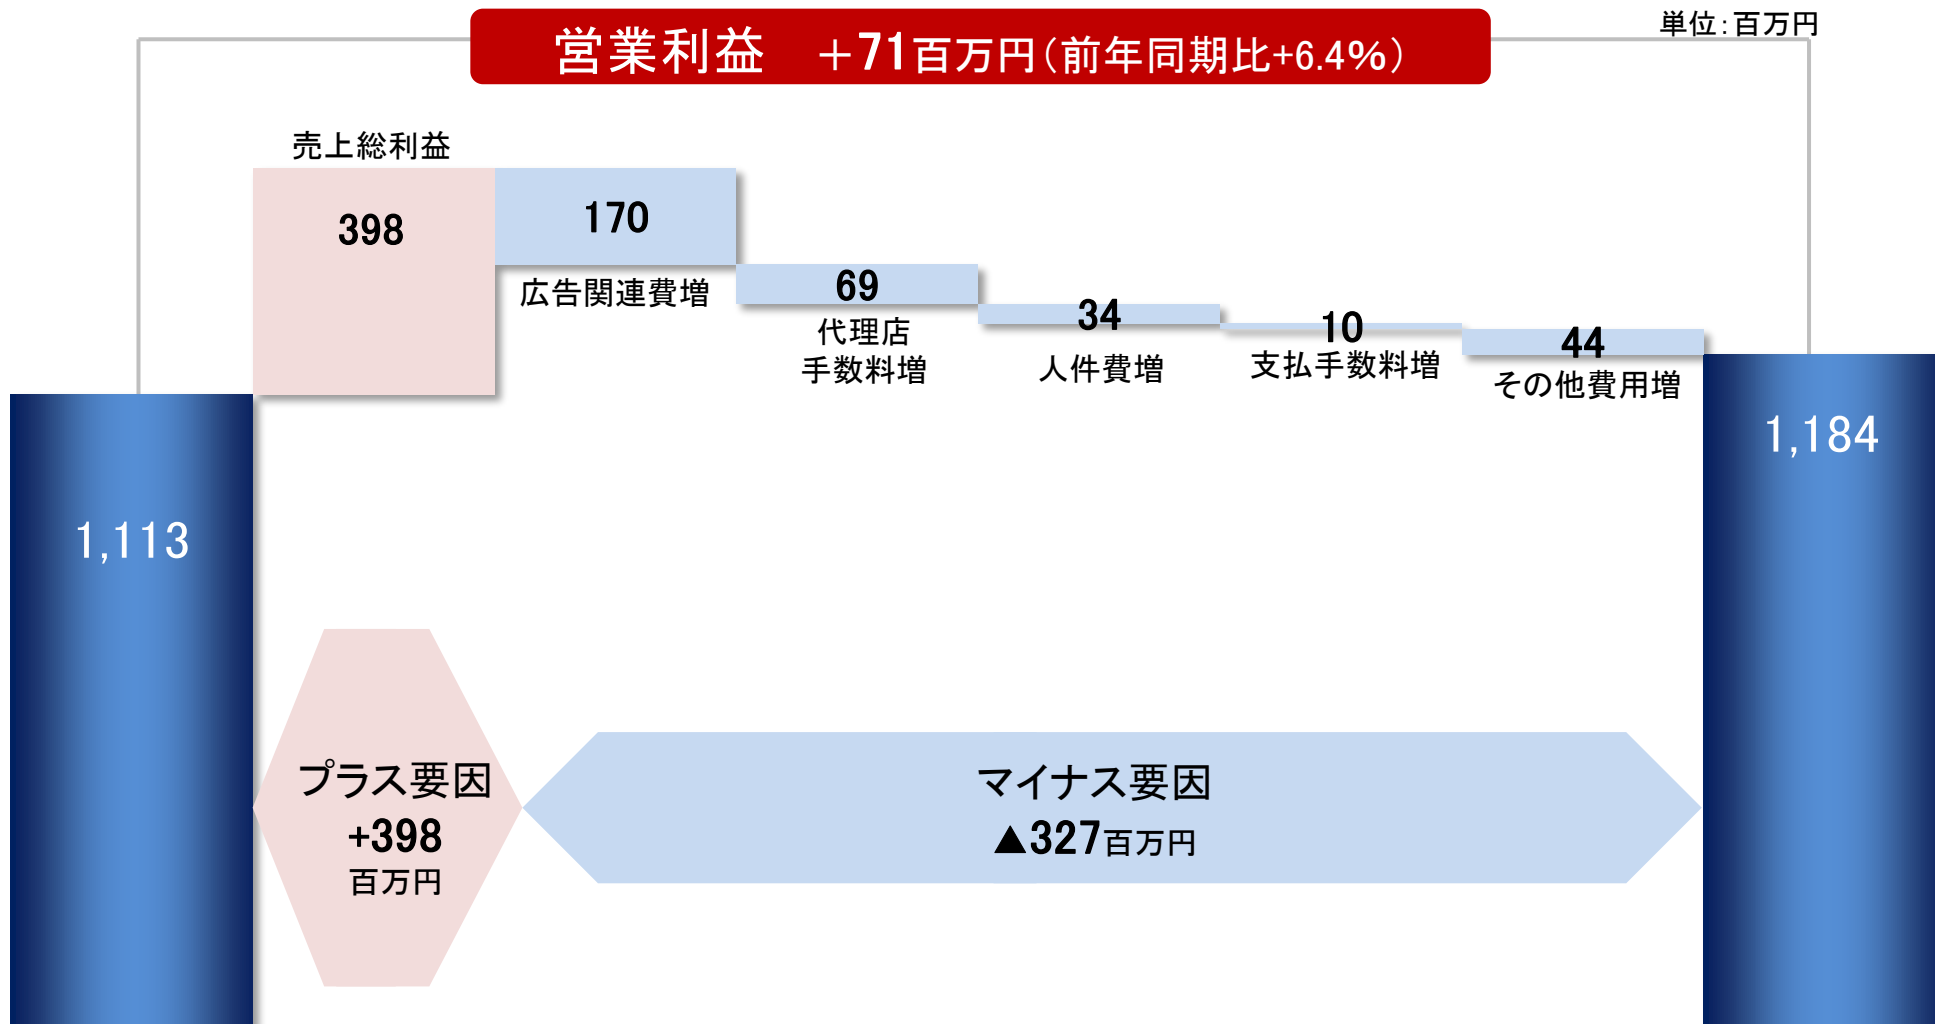 営業利益 ＋71百万円（前年同期比+6.4％）
単位：百万円
売上総利益
398
170
広告関連費増
69
代理店
手数料増
34
人件費増
10
支払手数料増
44
その他費用増
1,113
1,184
プラス要因
+398
百万円
マイナス要因
▲327百万円